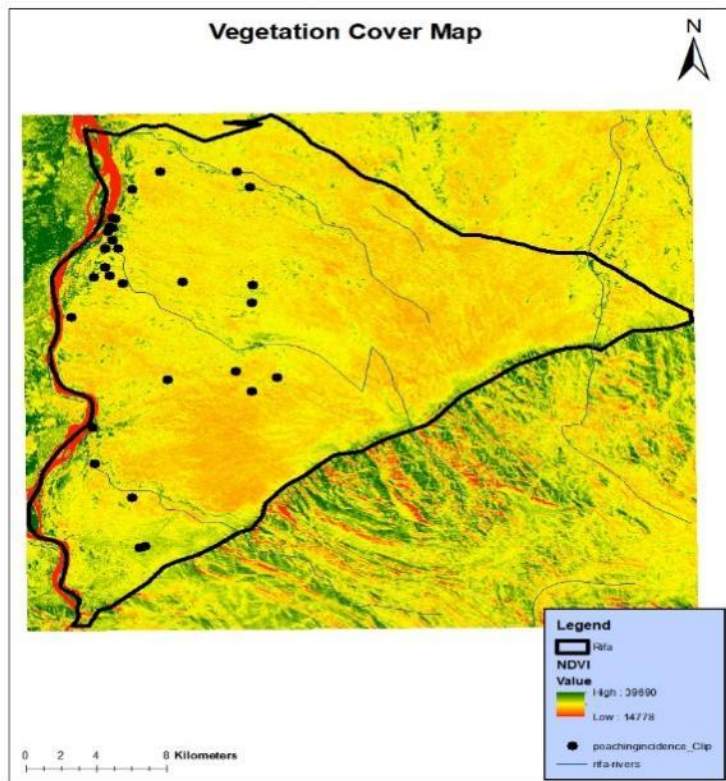 Vegetation Cover Map
N
Legend
Rifa
NDVI
Value
High : 39690
Low : 14778
poachingincidence_Clip
rifa-rivers
0 2 4 8 Kilometers